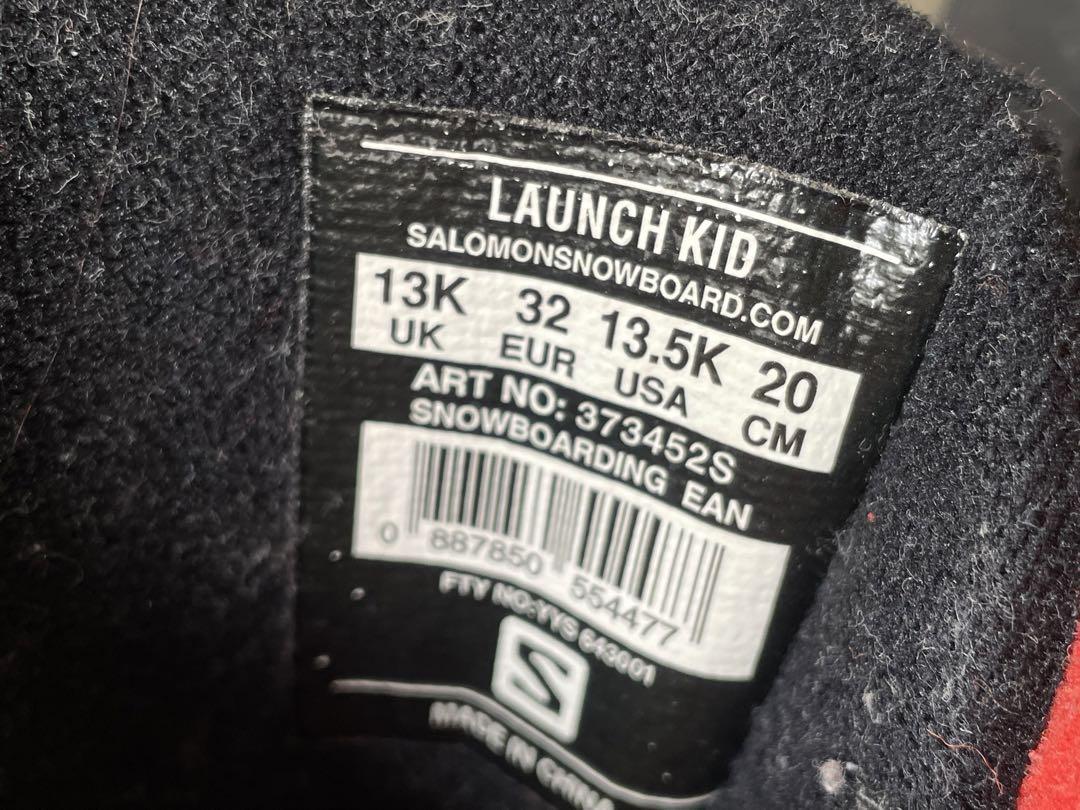 LAUNCH KID
SALOMONSNOWBOARD.COM
13K 32 13.5K 20
UK EUR USA CM
ART NO: 373452S
SNOWBOARDING EAN
0 887850 554477
FTY NO:YYS 643001
S
MADE IN CHINA